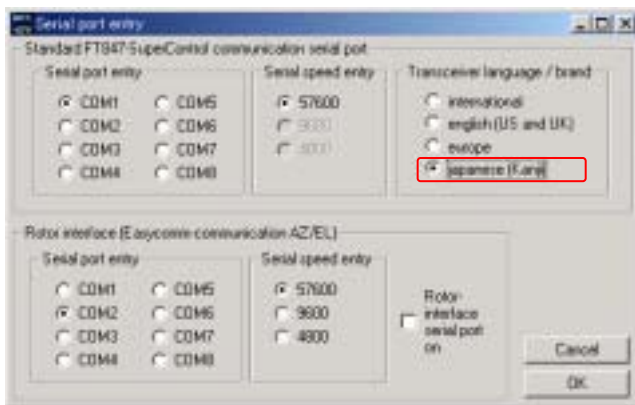 Serial port entry
Standard FT847-SuperControl communication serial port
Serial port entry
Serial speed entry
Transceiver language / brand
COM1
COM5
57600
international
COM2
COM6
9600
english (US and UK)
COM3
COM7
4800
europe
COM4
COM8
japanese (Kanji
Rotor interface (Easycomm communication AZ/EL)
Serial port entry
Serial speed entry
COM1
COM5
57600
COM2
COM6
9600
COM3
COM7
4800
COM4
COM8
Rotor-
interface
serial port
on
Cancel
OK